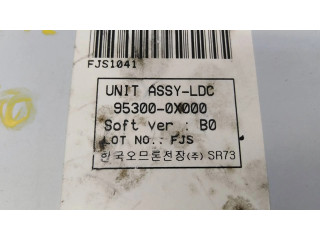 FJS1041
UNIT ASSY-LDC
95300-0X000
Soft ver : B0
LOT NO.: FJS
한국오므론전장(주) SR73